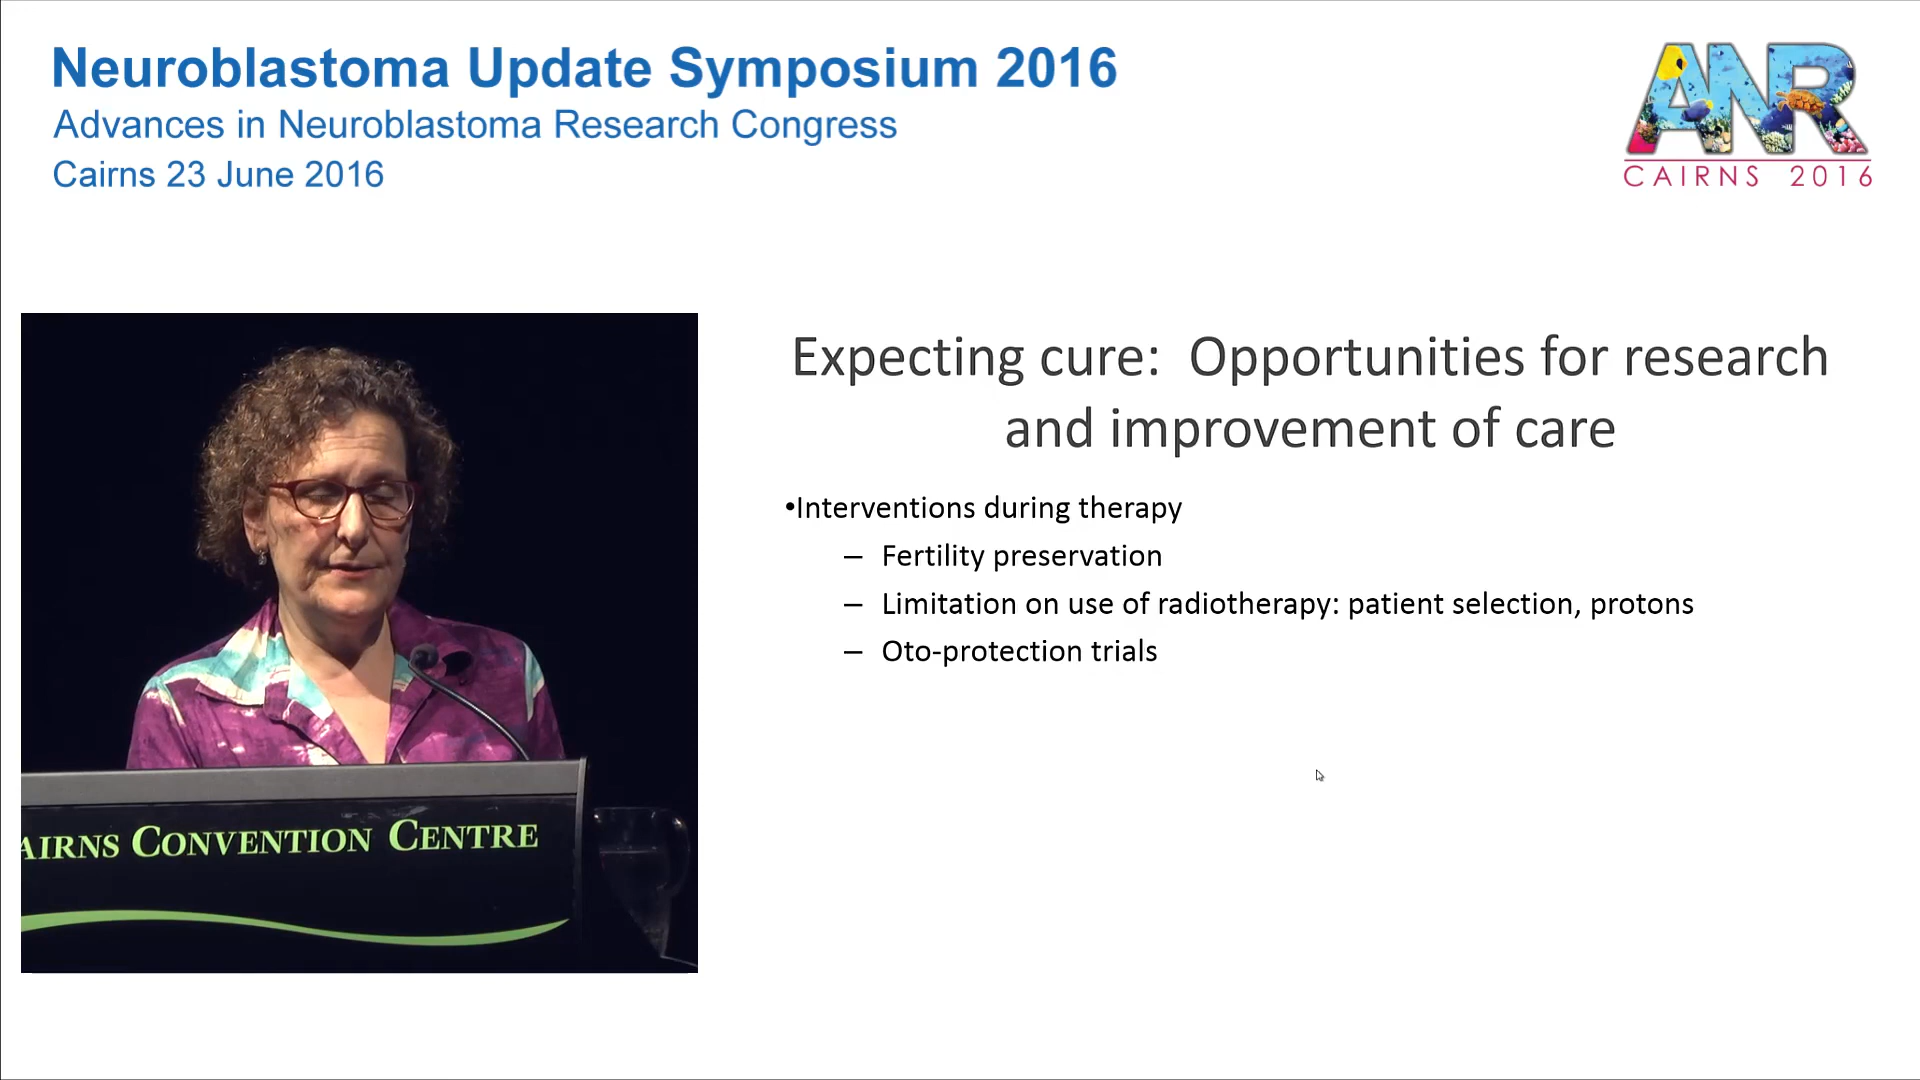 Neuroblastoma Update Symposium 2016
Advances in Neuroblastoma Research Congress
Cairns 23 June 2016
ANR
CAIRNS 2016
Expecting cure: Opportunities for research
and improvement of care
•Interventions during therapy
– Fertility preservation
– Limitation on use of radiotherapy: patient selection, protons
– Oto-protection trials
AIRNS CONVENTION CENTRE